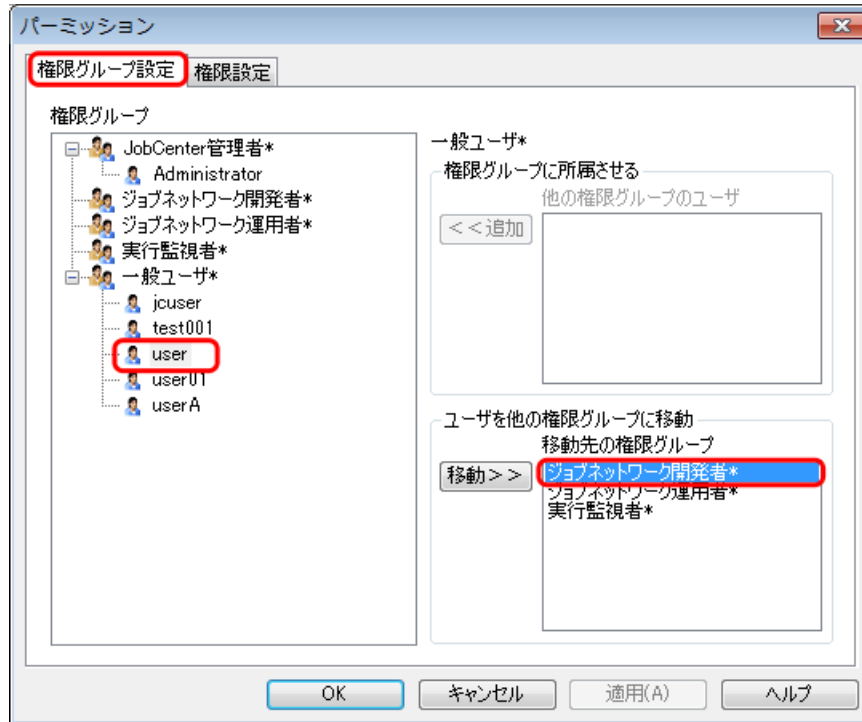 パーミッション
権限グループ設定
権限設定
権限グループ
JobCenter管理者*
Administrator
ジョブネットワーク開発者*
ジョブネットワーク運用者*
実行監視者*
一般ユーザ*
jcuser
test001
user
user01
userA
一般ユーザ*
権限グループに所属させる
他の権限グループのユーザ
<<追加
ユーザを他の権限グループに移動
移動先の権限グループ
移動>>
ジョブネットワーク開発者*
ジョブネットワーク運用者*
実行監視者*
OK
キャンセル
適用(A)
ヘルプ